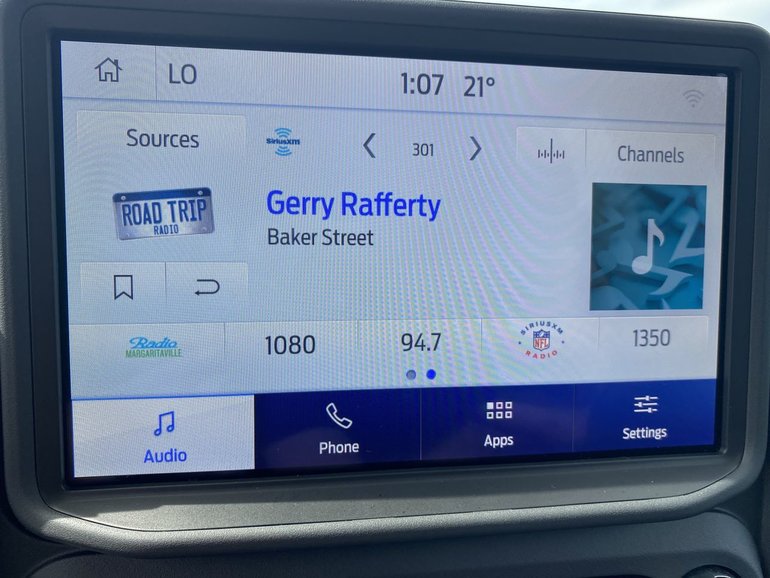 LO
1:07 21°
Sources
SiriusXM
301
Channels
ROAD TRIP
RADIO
Gerry Rafferty
Baker Street
Radio
MARGARITAVILLE
1080
94.7
SIRIUSXM
NFL
RADIO
1350
Audio
Phone
Apps
Settings